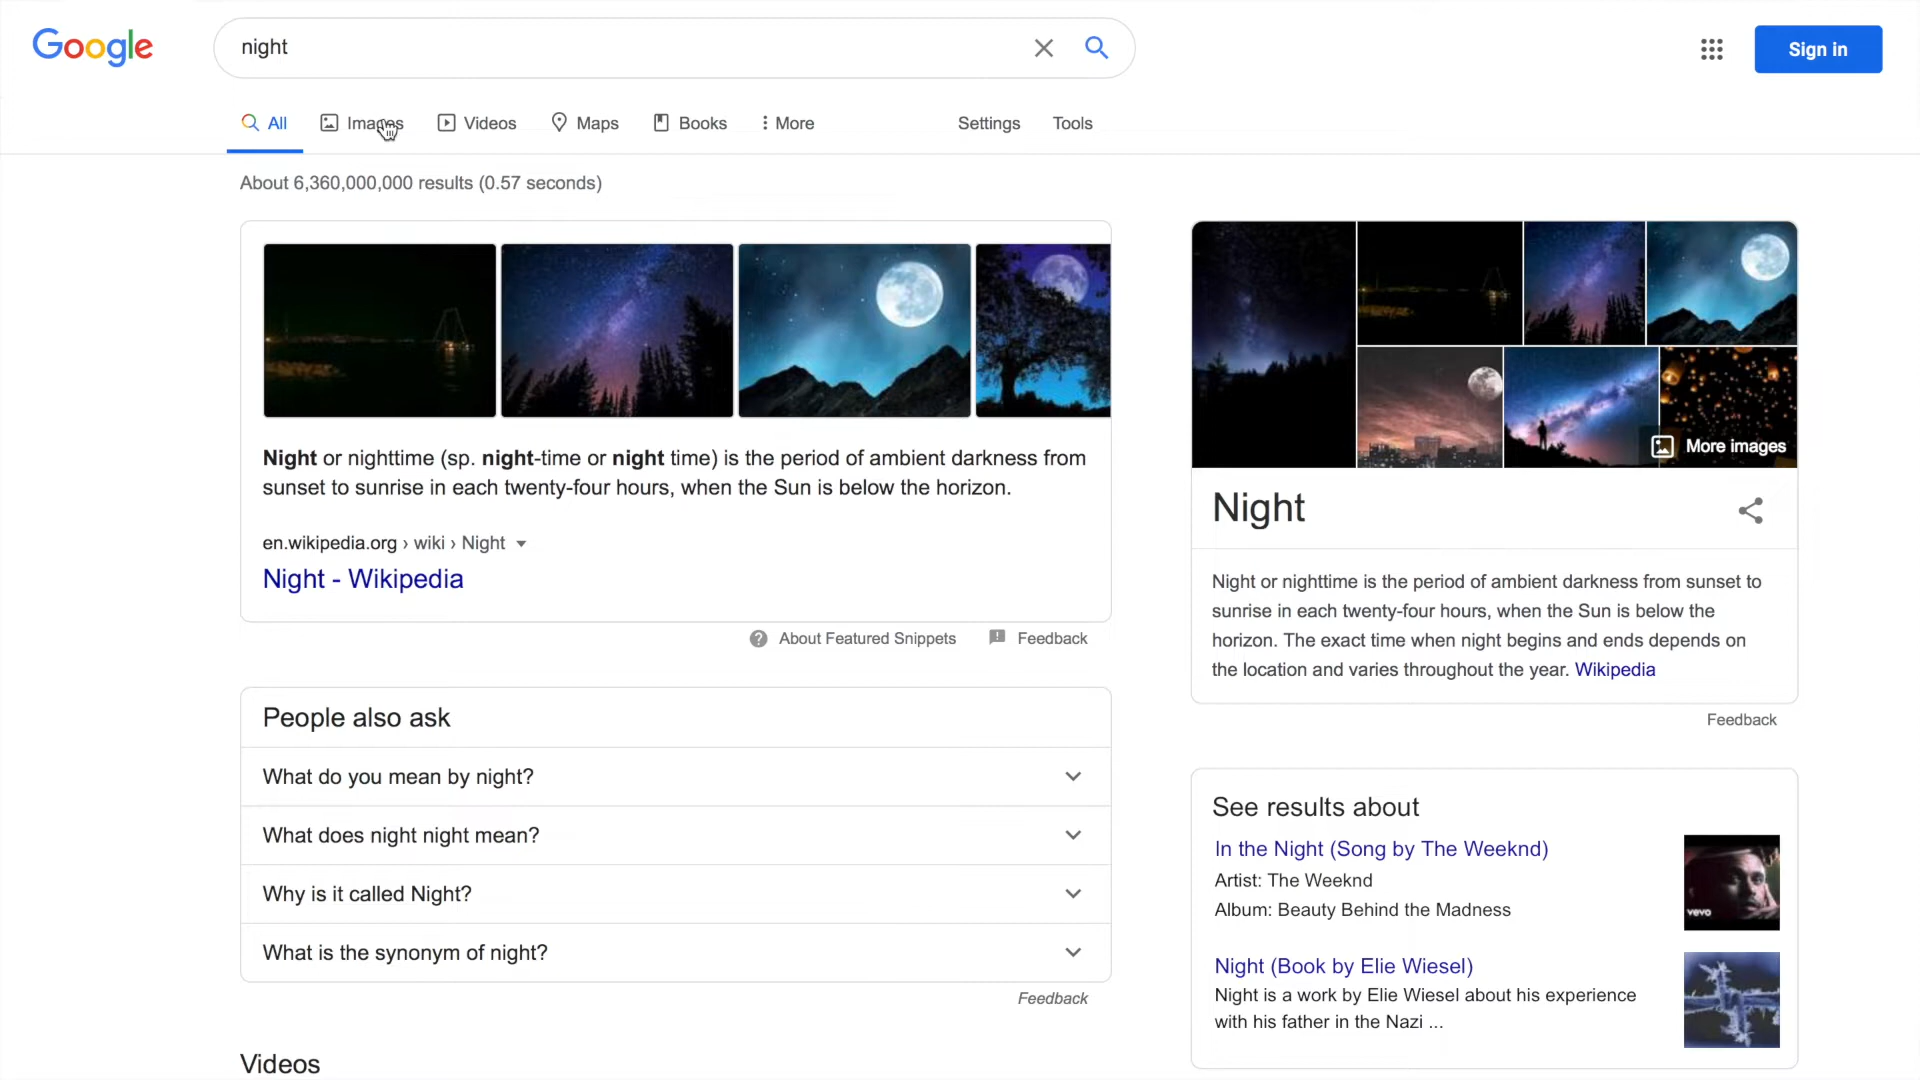 Google
night
Sign in
All
Images
Videos
Maps
Books
More
Settings
Tools
About 6,360,000,000 results (0.57 seconds)
Night or nighttime (sp. night-time or night time) is the period of ambient darkness from
sunset to sunrise in each twenty-four hours, when the Sun is below the horizon.
en.wikipedia.org › wiki › Night
Night - Wikipedia
About Featured Snippets
Feedback
People also ask
What do you mean by night?
What does night night mean?
Why is it called Night?
What is the synonym of night?
Feedback
Videos
More images
Night
Night or nighttime is the period of ambient darkness from sunset to
sunrise in each twenty-four hours, when the Sun is below the
horizon. The exact time when night begins and ends depends on
the location and varies throughout the year. Wikipedia
Feedback
See results about
In the Night (Song by The Weeknd)
Artist: The Weeknd
Album: Beauty Behind the Madness
vevo
Night (Book by Elie Wiesel)
Night is a work by Elie Wiesel about his experience
with his father in the Nazi ...